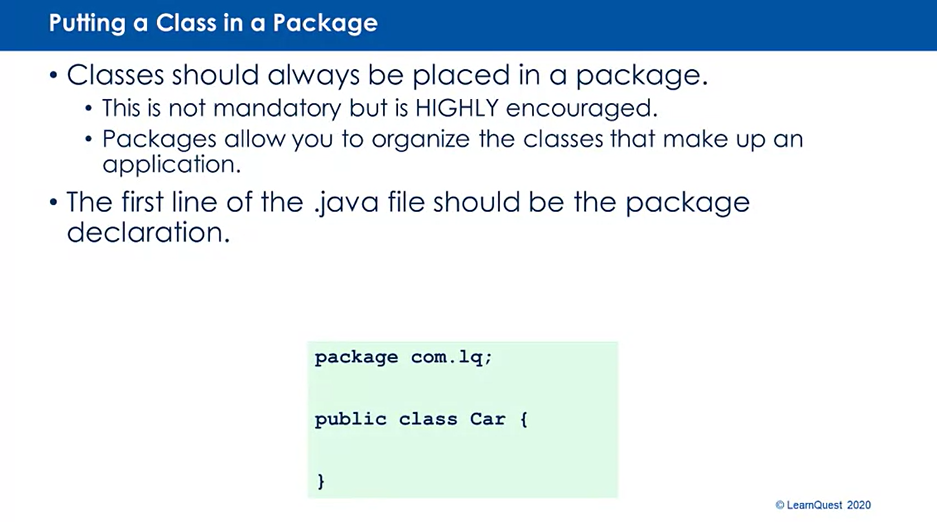 Putting a Class in a Package
• Classes should always be placed in a package.
• This is not mandatory but is HIGHLY encouraged.
• Packages allow you to organize the classes that make up an
application.
• The first line of the .java file should be the package
declaration.
package com.lq;
public class Car {
}
© LearnQuest 2020